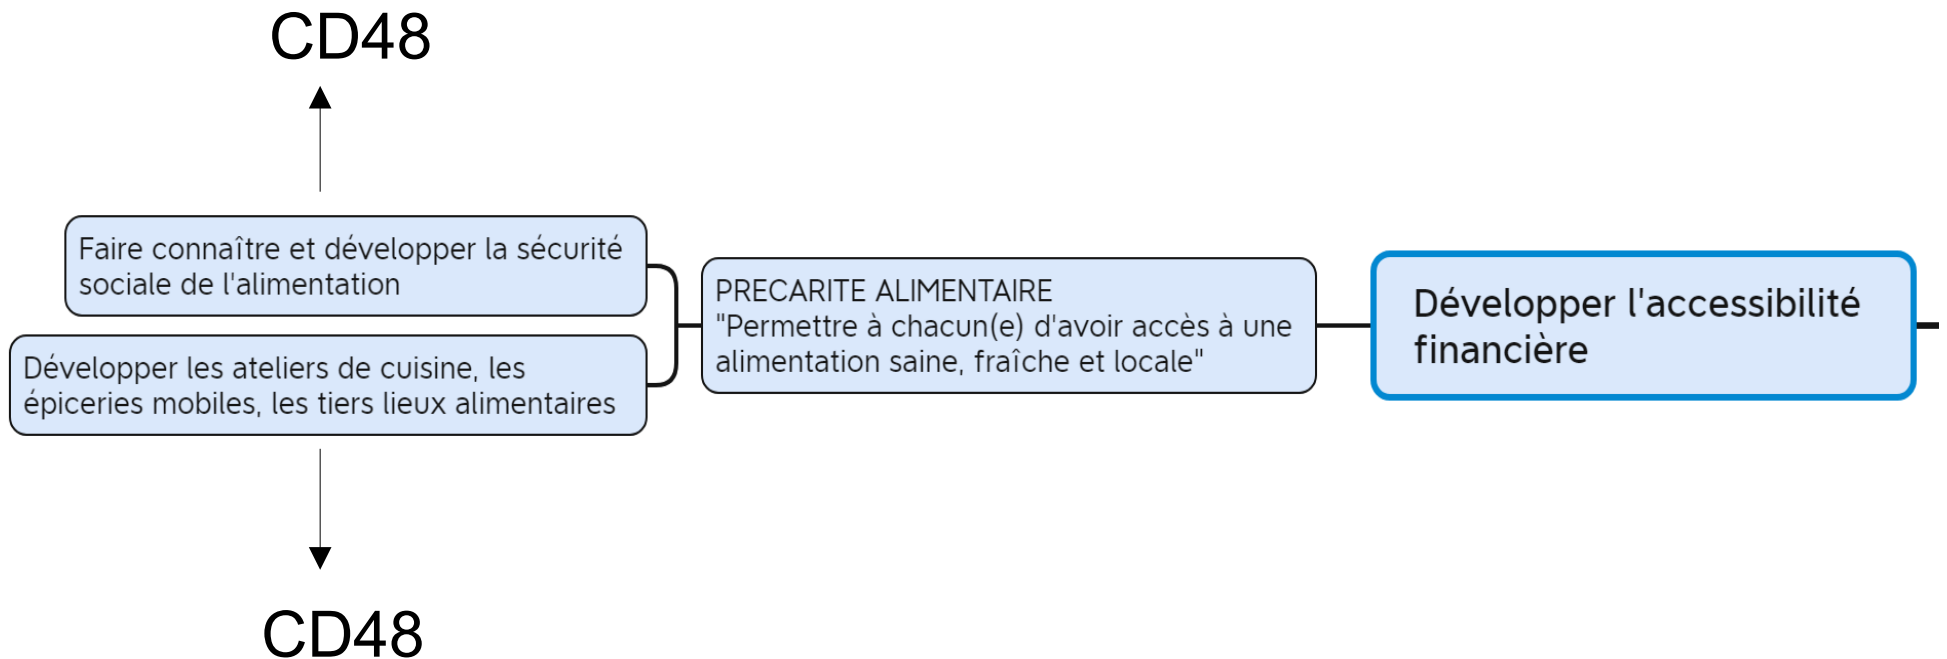 CD48
Faire connaître et développer la sécurité
sociale de l'alimentation
Développer les ateliers de cuisine, les
épiceries mobiles, les tiers lieux alimentaires
PRECARITE ALIMENTAIRE
"Permettre à chacun(e) d'avoir accès à une
alimentation saine, fraîche et locale"
Développer l'accessibilité
financière
CD48